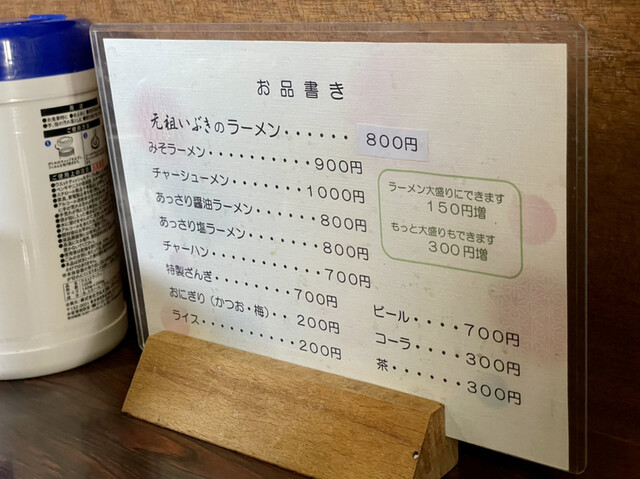 お品書き
元祖いぶきのラーメン・・・・・・ 800円
みそラーメン・・・・・・・・・・900円
チャーシューメン・・・・・・・・1000円
あっさり醤油ラーメン・・・・・・800円
あっさり塩ラーメン・・・・・・・800円
チャーハン・・・・・・・・・・・700円
特製ざんぎ・・・・・・・・・・700円
おにぎり（かつお・梅）・・200円
ライス・・・・・・・・・・200円
ラーメン大盛りにできます
150円増
もっと大盛りもできます
300円増
ビール・・・・700円
コーラ・・・・300円
茶・・・・・・300円